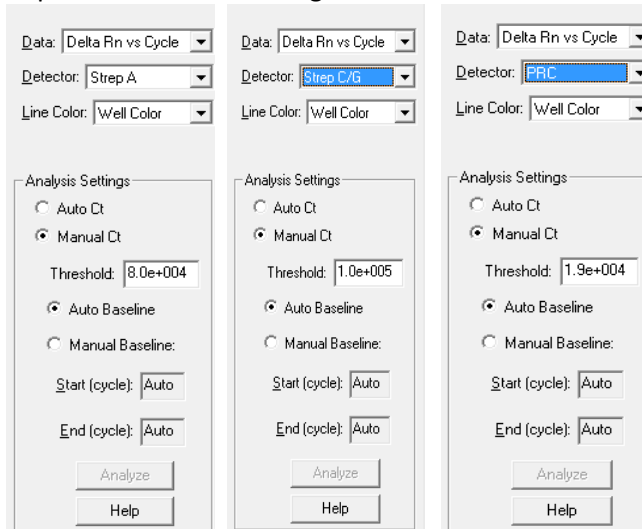 Data: Delta Rn vs Cycle
Detector: Strep A
Line Color: Well Color
Analysis Settings
Auto Ct
Manual Ct
Threshold: 8.0e+004
Auto Baseline
Manual Baseline:
Start (cycle): Auto
End (cycle): Auto
Analyze
Help
Data: Delta Rn vs Cycle
Detector: Strep C/G
Line Color: Well Color
Analysis Settings
Auto Ct
Manual Ct
Threshold: 1.0e+005
Auto Baseline
Manual Baseline:
Start (cycle): Auto
End (cycle): Auto
Analyze
Help
Data: Delta Rn vs Cycle
Detector: PRC
Line Color: Well Color
Analysis Settings
Auto Ct
Manual Ct
Threshold: 1.9e+004
Auto Baseline
Manual Baseline:
Start (cycle): Auto
End (cycle): Auto
Analyze
Help